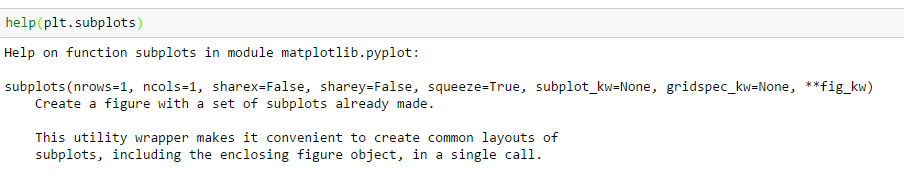 help(plt.subplots)
Help on function subplots in module matplotlib.pyplot:
subplots(nrows=1, ncols=1, sharex=False, sharey=False, squeeze=True, subplot_kw=None, gridspec_kw=None, **fig_kw)
Create a figure with a set of subplots already made.
This utility wrapper makes it convenient to create common layouts of
subplots, including the enclosing figure object, in a single call.